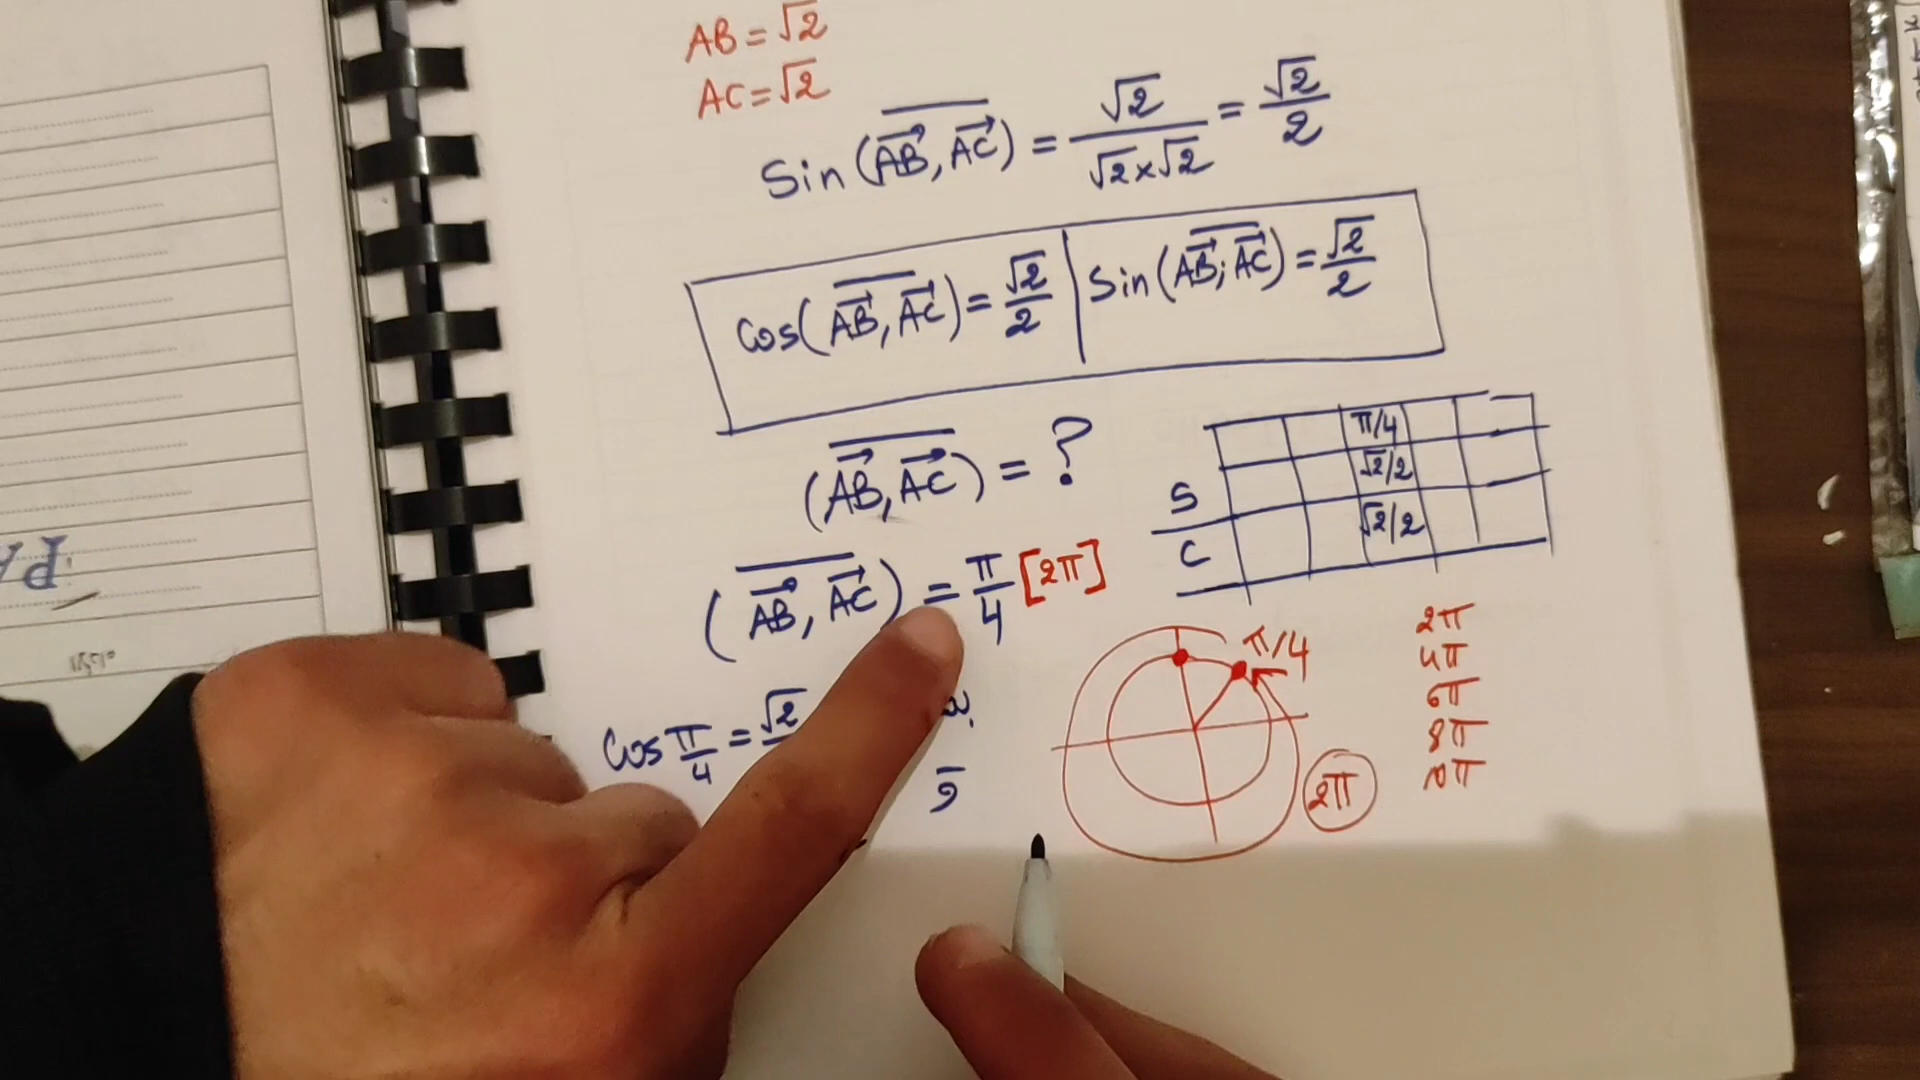 AB = √2
AC = √2
Sin (AB, AC) = √2 / √2×√2 = √2 / 2
Cos(AB, AC) = √2 / 2 | Sin(AB; AC) = √2 / 2
(AB, AC) = ?
π/4
√2/2
S
√2/2
C
(AB, AC) = π/4 [2π]
π/4
Cos π/4 = √2
2π
4π
6π
8π
10π
2π